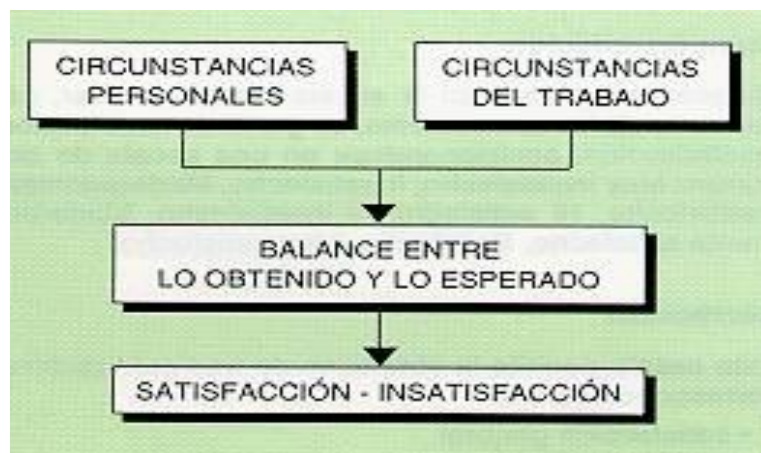 CIRCUNSTANCIAS
PERSONALES
CIRCUNSTANCIAS
DEL TRABAJO
BALANCE ENTRE
LO OBTENIDO Y LO ESPERADO
SATISFACCIÓN - INSATISFACCIÓN